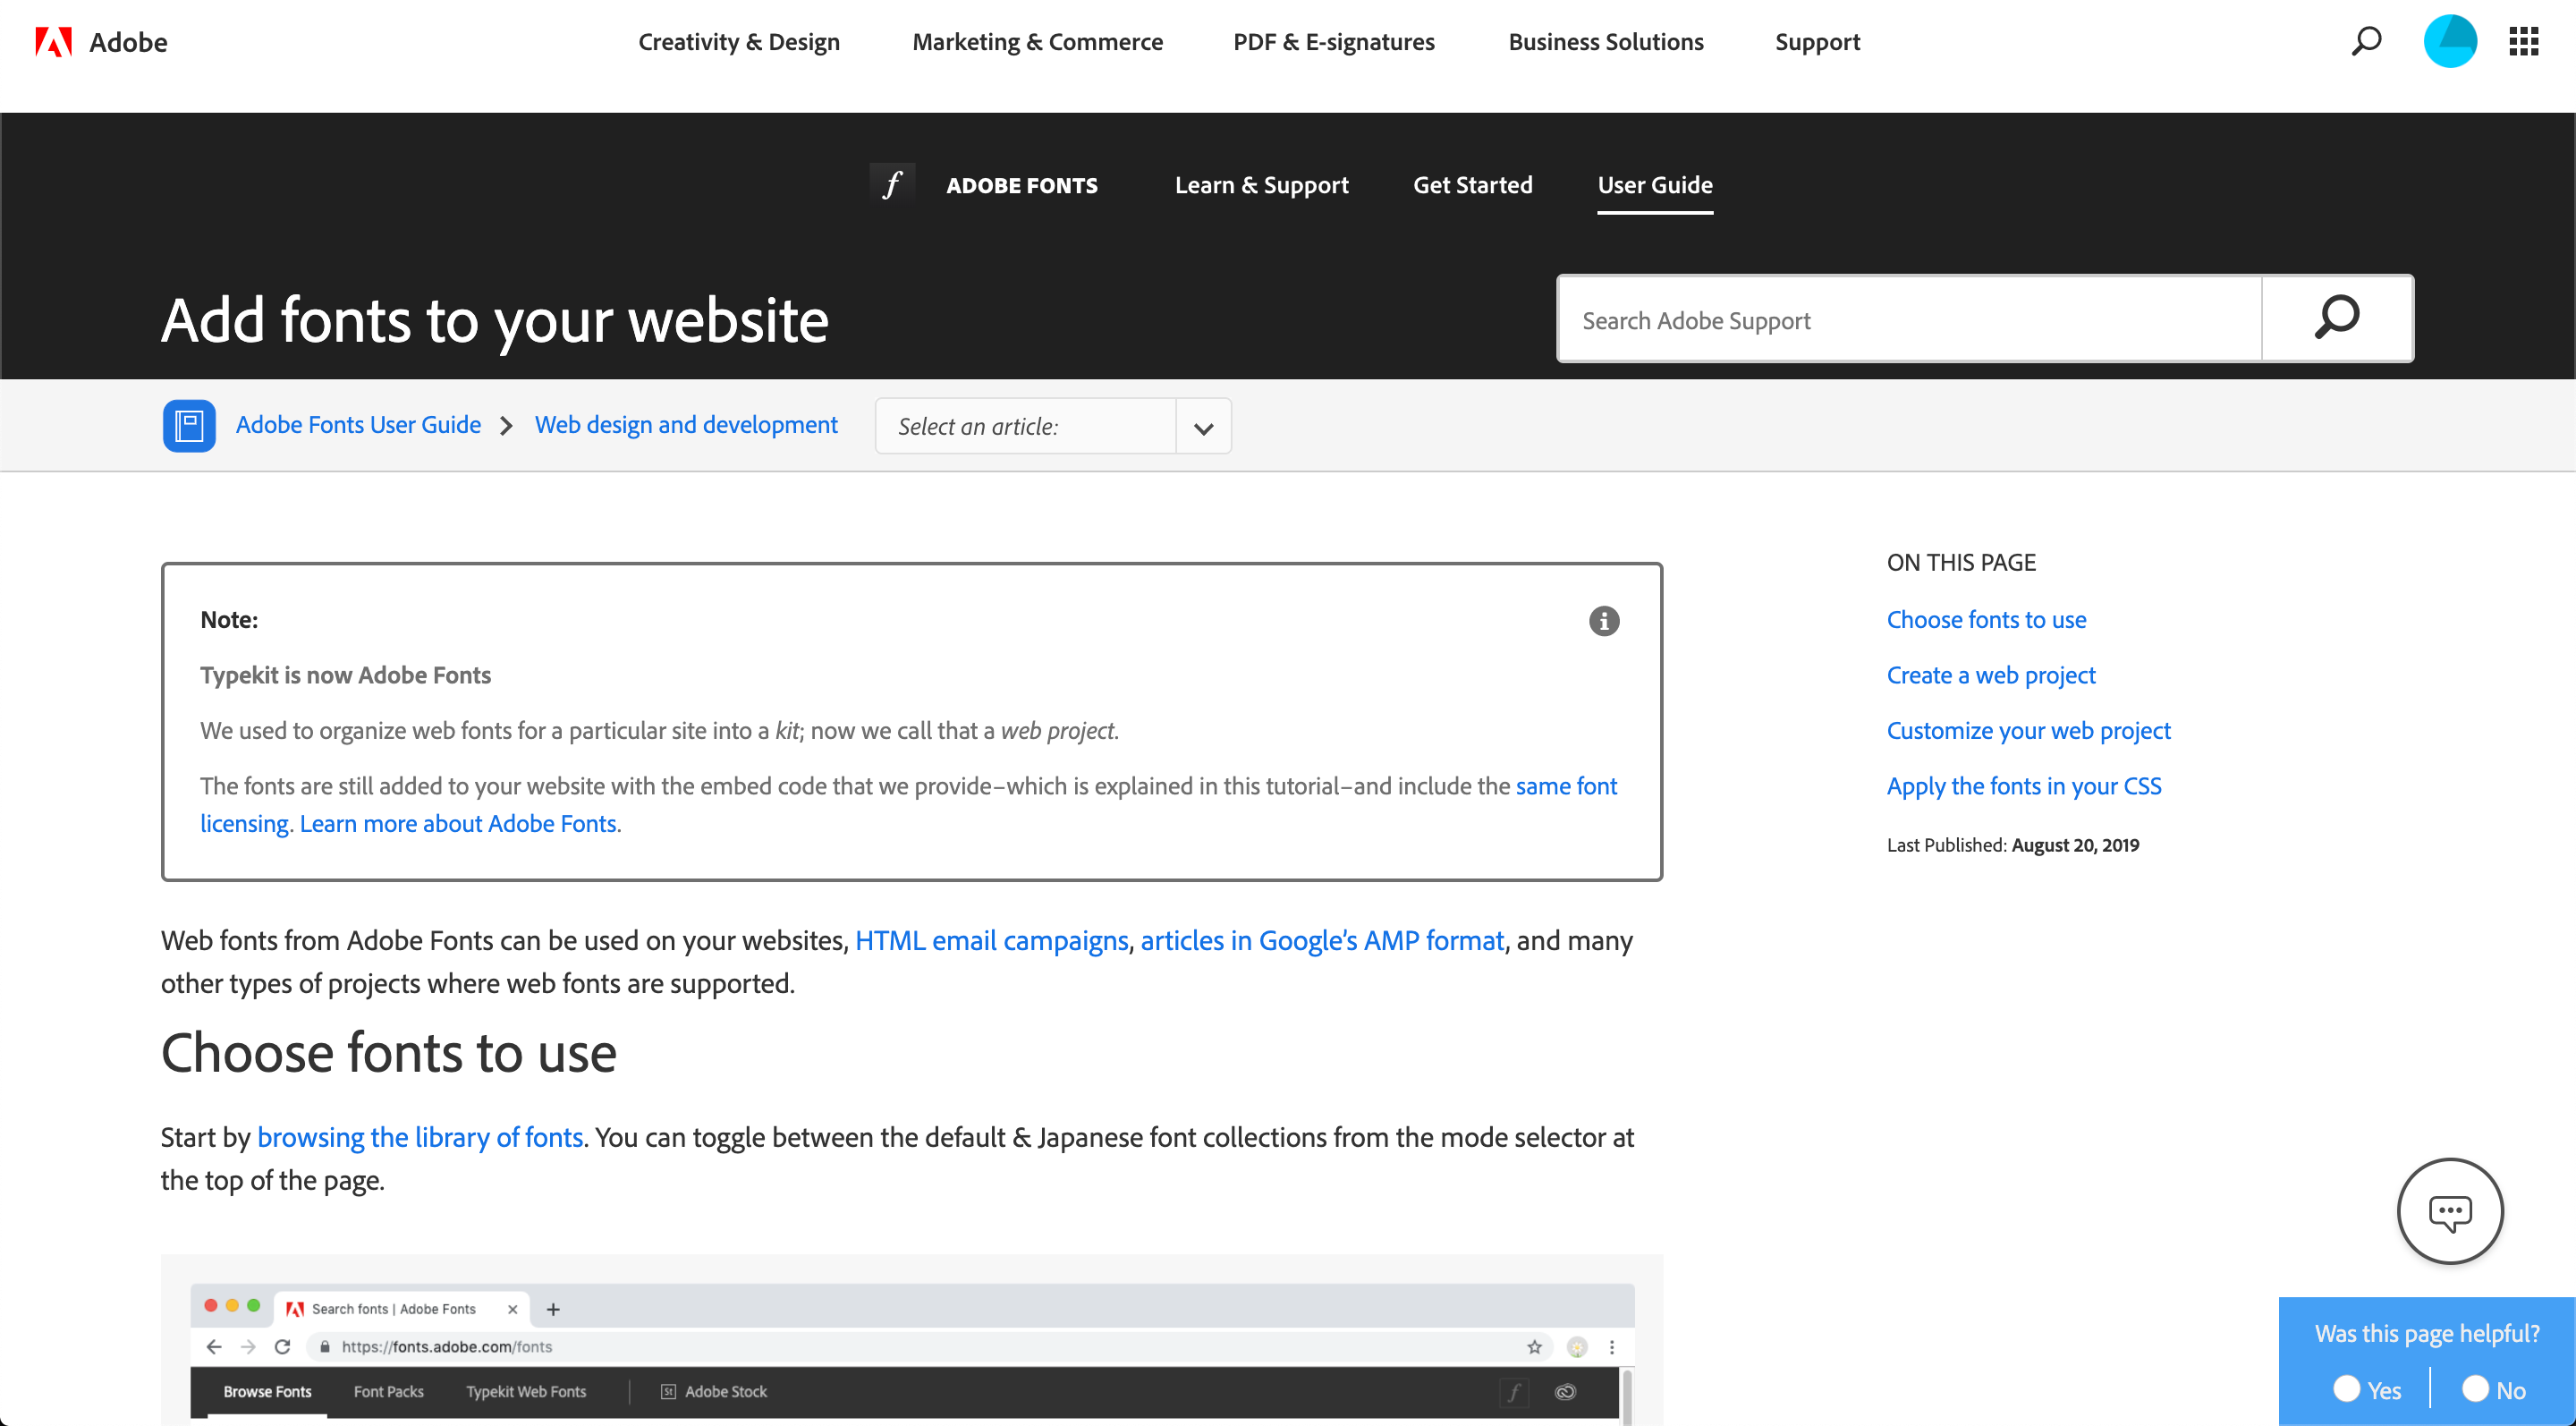 Adobe
Creativity & Design
Marketing & Commerce
PDF & E-signatures
Business Solutions
Support
f
ADOBE FONTS
Learn & Support
Get Started
User Guide
Add fonts to your website
Search Adobe Support
Adobe Fonts User Guide
Web design and development
Select an article:
Note:
Typekit is now Adobe Fonts
We used to organize web fonts for a particular site into a kit; now we call that a web project.
The fonts are still added to your website with the embed code that we provide–which is explained in this tutorial–and include the same font
licensing. Learn more about Adobe Fonts.
ON THIS PAGE
Choose fonts to use
Create a web project
Customize your web project
Apply the fonts in your CSS
Last Published: August 20, 2019
Web fonts from Adobe Fonts can be used on your websites, HTML email campaigns, articles in Google’s AMP format, and many
other types of projects where web fonts are supported.
Choose fonts to use
Start by browsing the library of fonts. You can toggle between the default & Japanese font collections from the mode selector at
the top of the page.
Search fonts | Adobe Fonts
https://fonts.adobe.com/fonts
Browse Fonts
Font Packs
Typekit Web Fonts
St
Adobe Stock
f
Was this page helpful?
Yes
No